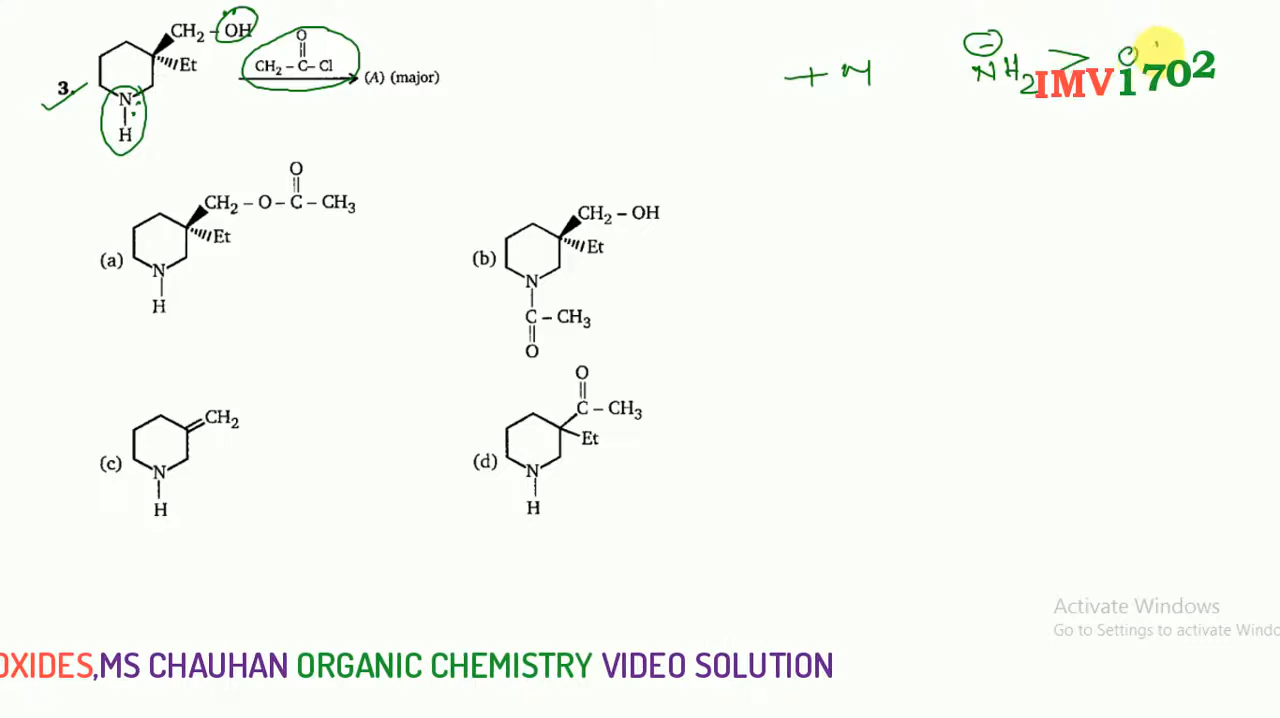 CH2 – OH
O
3.
Et
CH2 – C – Cl
(A) (major)
N
H
+ M
NH2 > O
IMV1702
O
CH2 – O – C – CH3
Et
(a)
N
H
CH2 – OH
Et
(b)
N
C – CH3
O
CH2
(c)
N
H
O
C – CH3
Et
(d)
N
H
Activate Windows
Go to Settings to activate Windo
OXIDES,MS CHAUHAN ORGANIC CHEMISTRY VIDEO SOLUTION